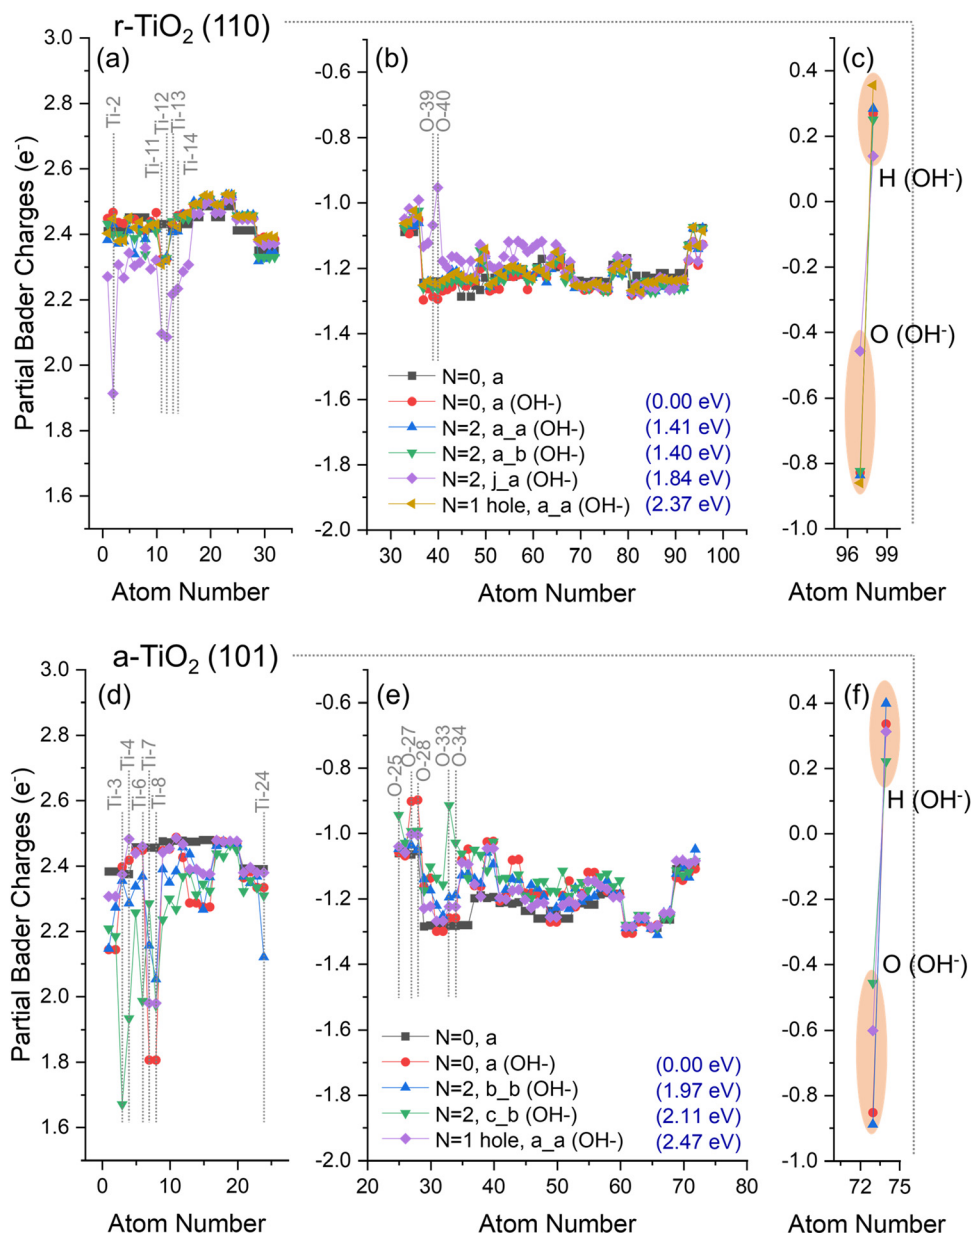 r-TiO₂ (110)
(a)
(b)
(c)
Partial Bader Charges (e⁻)
3.0
2.8
2.6
2.4
2.2
2.0
1.8
1.6
Ti-2
Ti-11
Ti-12
Ti-13
Ti-14
0 10 20 30
Atom Number
-0.6
-0.8
-1.0
-1.2
-1.4
-1.6
-1.8
-2.0
O-39
O-40
N=0, a
N=0, a (OH-) (0.00 eV)
N=2, a_a (OH-) (1.41 eV)
N=2, a_b (OH-) (1.40 eV)
N=2, j_a (OH-) (1.84 eV)
N=1 hole, a_a (OH-) (2.37 eV)
30 40 50 60 70 80 90 100
Atom Number
0.4
0.2
0.0
-0.2
-0.4
-0.6
-0.8
-1.0
H (OH⁻)
O (OH⁻)
96 99
Atom Number
a-TiO₂ (101)
(d)
(e)
(f)
Partial Bader Charges (e⁻)
3.0
2.8
2.6
2.4
2.2
2.0
1.8
1.6
Ti-3
Ti-4
Ti-6
Ti-7
Ti-8
Ti-24
0 10 20
Atom Number
-0.6
-0.8
-1.0
-1.2
-1.4
-1.6
-1.8
-2.0
O-25
O-27
O-28
O-33
O-34
N=0, a
N=0, a (OH-) (0.00 eV)
N=2, b_b (OH-) (1.97 eV)
N=2, c_b (OH-) (2.11 eV)
N=1 hole, a_a (OH-) (2.47 eV)
20 30 40 50 60 70 80
Atom Number
0.4
0.2
0.0
-0.2
-0.4
-0.6
-0.8
-1.0
H (OH⁻)
O (OH⁻)
72 75
Atom Number